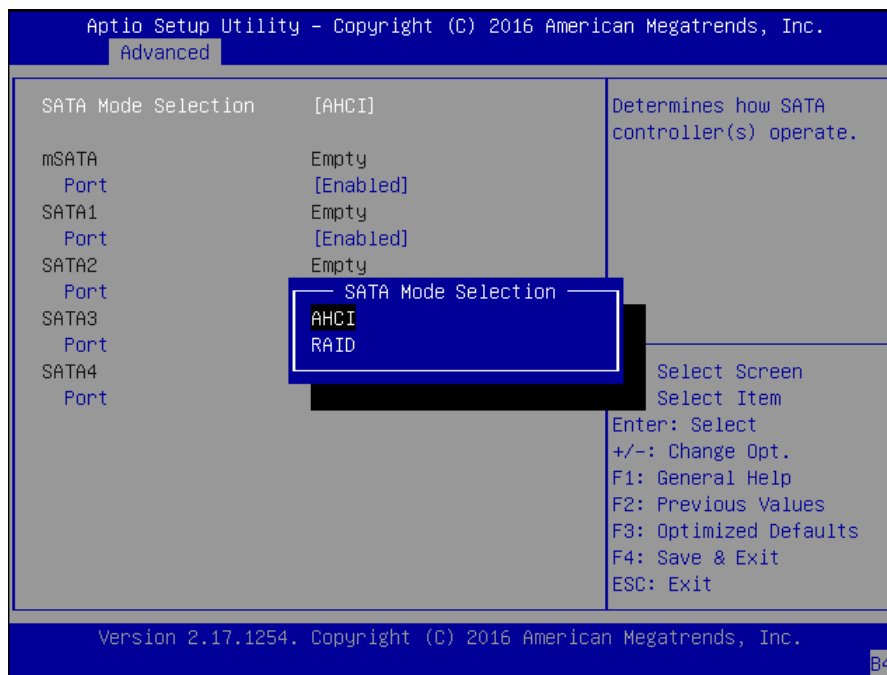 Aptio Setup Utility – Copyright (C) 2016 American Megatrends, Inc.
Advanced
SATA Mode Selection [AHCI]
Determines how SATA
controller(s) operate.
mSATA Empty
Port [Enabled]
SATA1 Empty
Port [Enabled]
SATA2 Empty
Port
SATA Mode Selection
SATA3
AHCI
Port
RAID
SATA4
Port
Select Screen
Select Item
Enter: Select
+/-: Change Opt.
F1: General Help
F2: Previous Values
F3: Optimized Defaults
F4: Save & Exit
ESC: Exit
Version 2.17.1254. Copyright (C) 2016 American Megatrends, Inc.